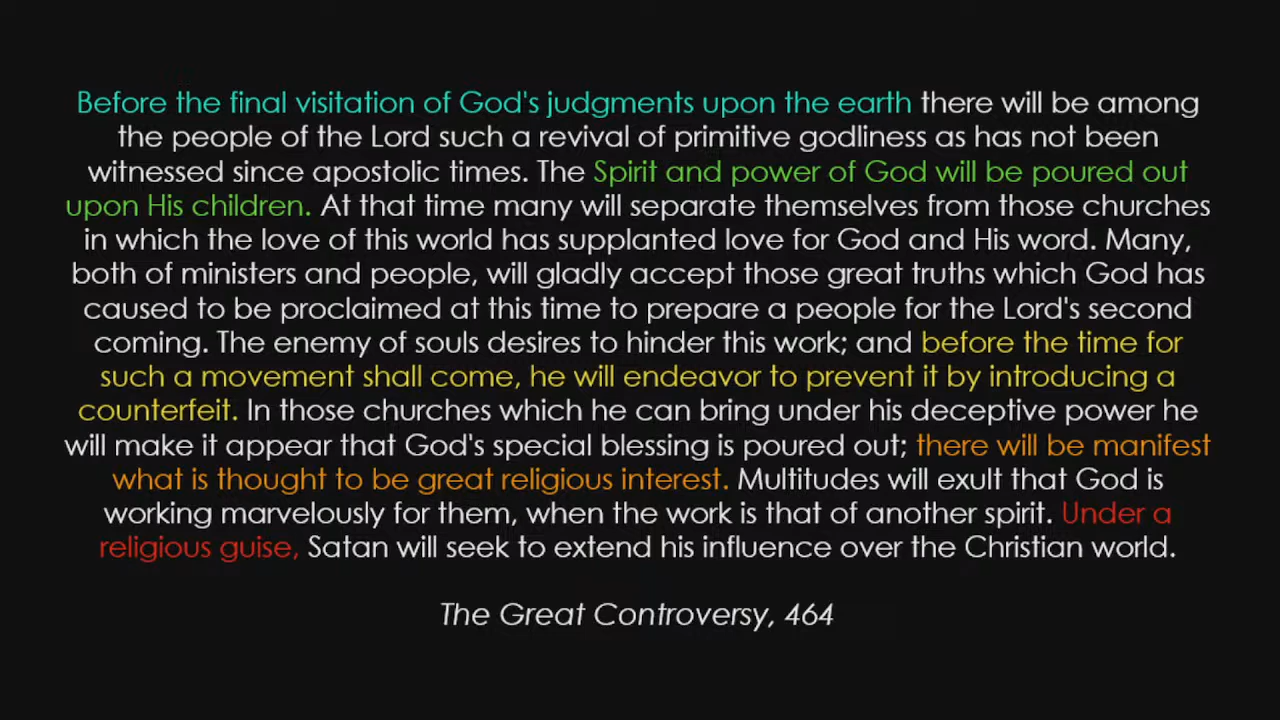 Before the final visitation of God's judgments upon the earth there will be among
the people of the Lord such a revival of primitive godliness as has not been
witnessed since apostolic times. The Spirit and power of God will be poured out
upon His children. At that time many will separate themselves from those churches
in which the love of this world has supplanted love for God and His word. Many,
both of ministers and people, will gladly accept those great truths which God has
caused to be proclaimed at this time to prepare a people for the Lord's second
coming. The enemy of souls desires to hinder this work; and before the time for
such a movement shall come, he will endeavor to prevent it by introducing a
counterfeit. In those churches which he can bring under his deceptive power he
will make it appear that God's special blessing is poured out; there will be manifest
what is thought to be great religious interest. Multitudes will exult that God is
working marvelously for them, when the work is that of another spirit. Under a
religious guise, Satan will seek to extend his influence over the Christian world.
The Great Controversy, 464